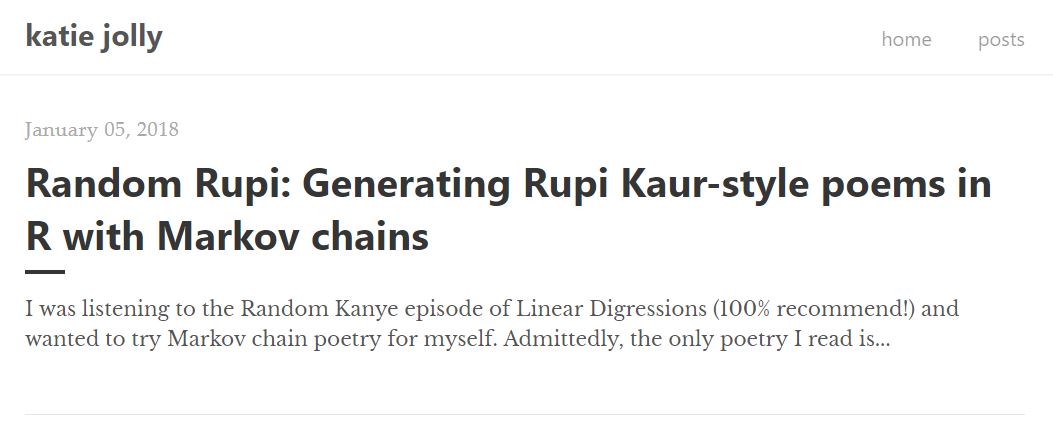 katie jolly
home posts
January 05, 2018
Random Rupi: Generating Rupi Kaur-style poems in
R with Markov chains
I was listening to the Random Kanye episode of Linear Digressions (100% recommend!) and
wanted to try Markov chain poetry for myself. Admittedly, the only poetry I read is...